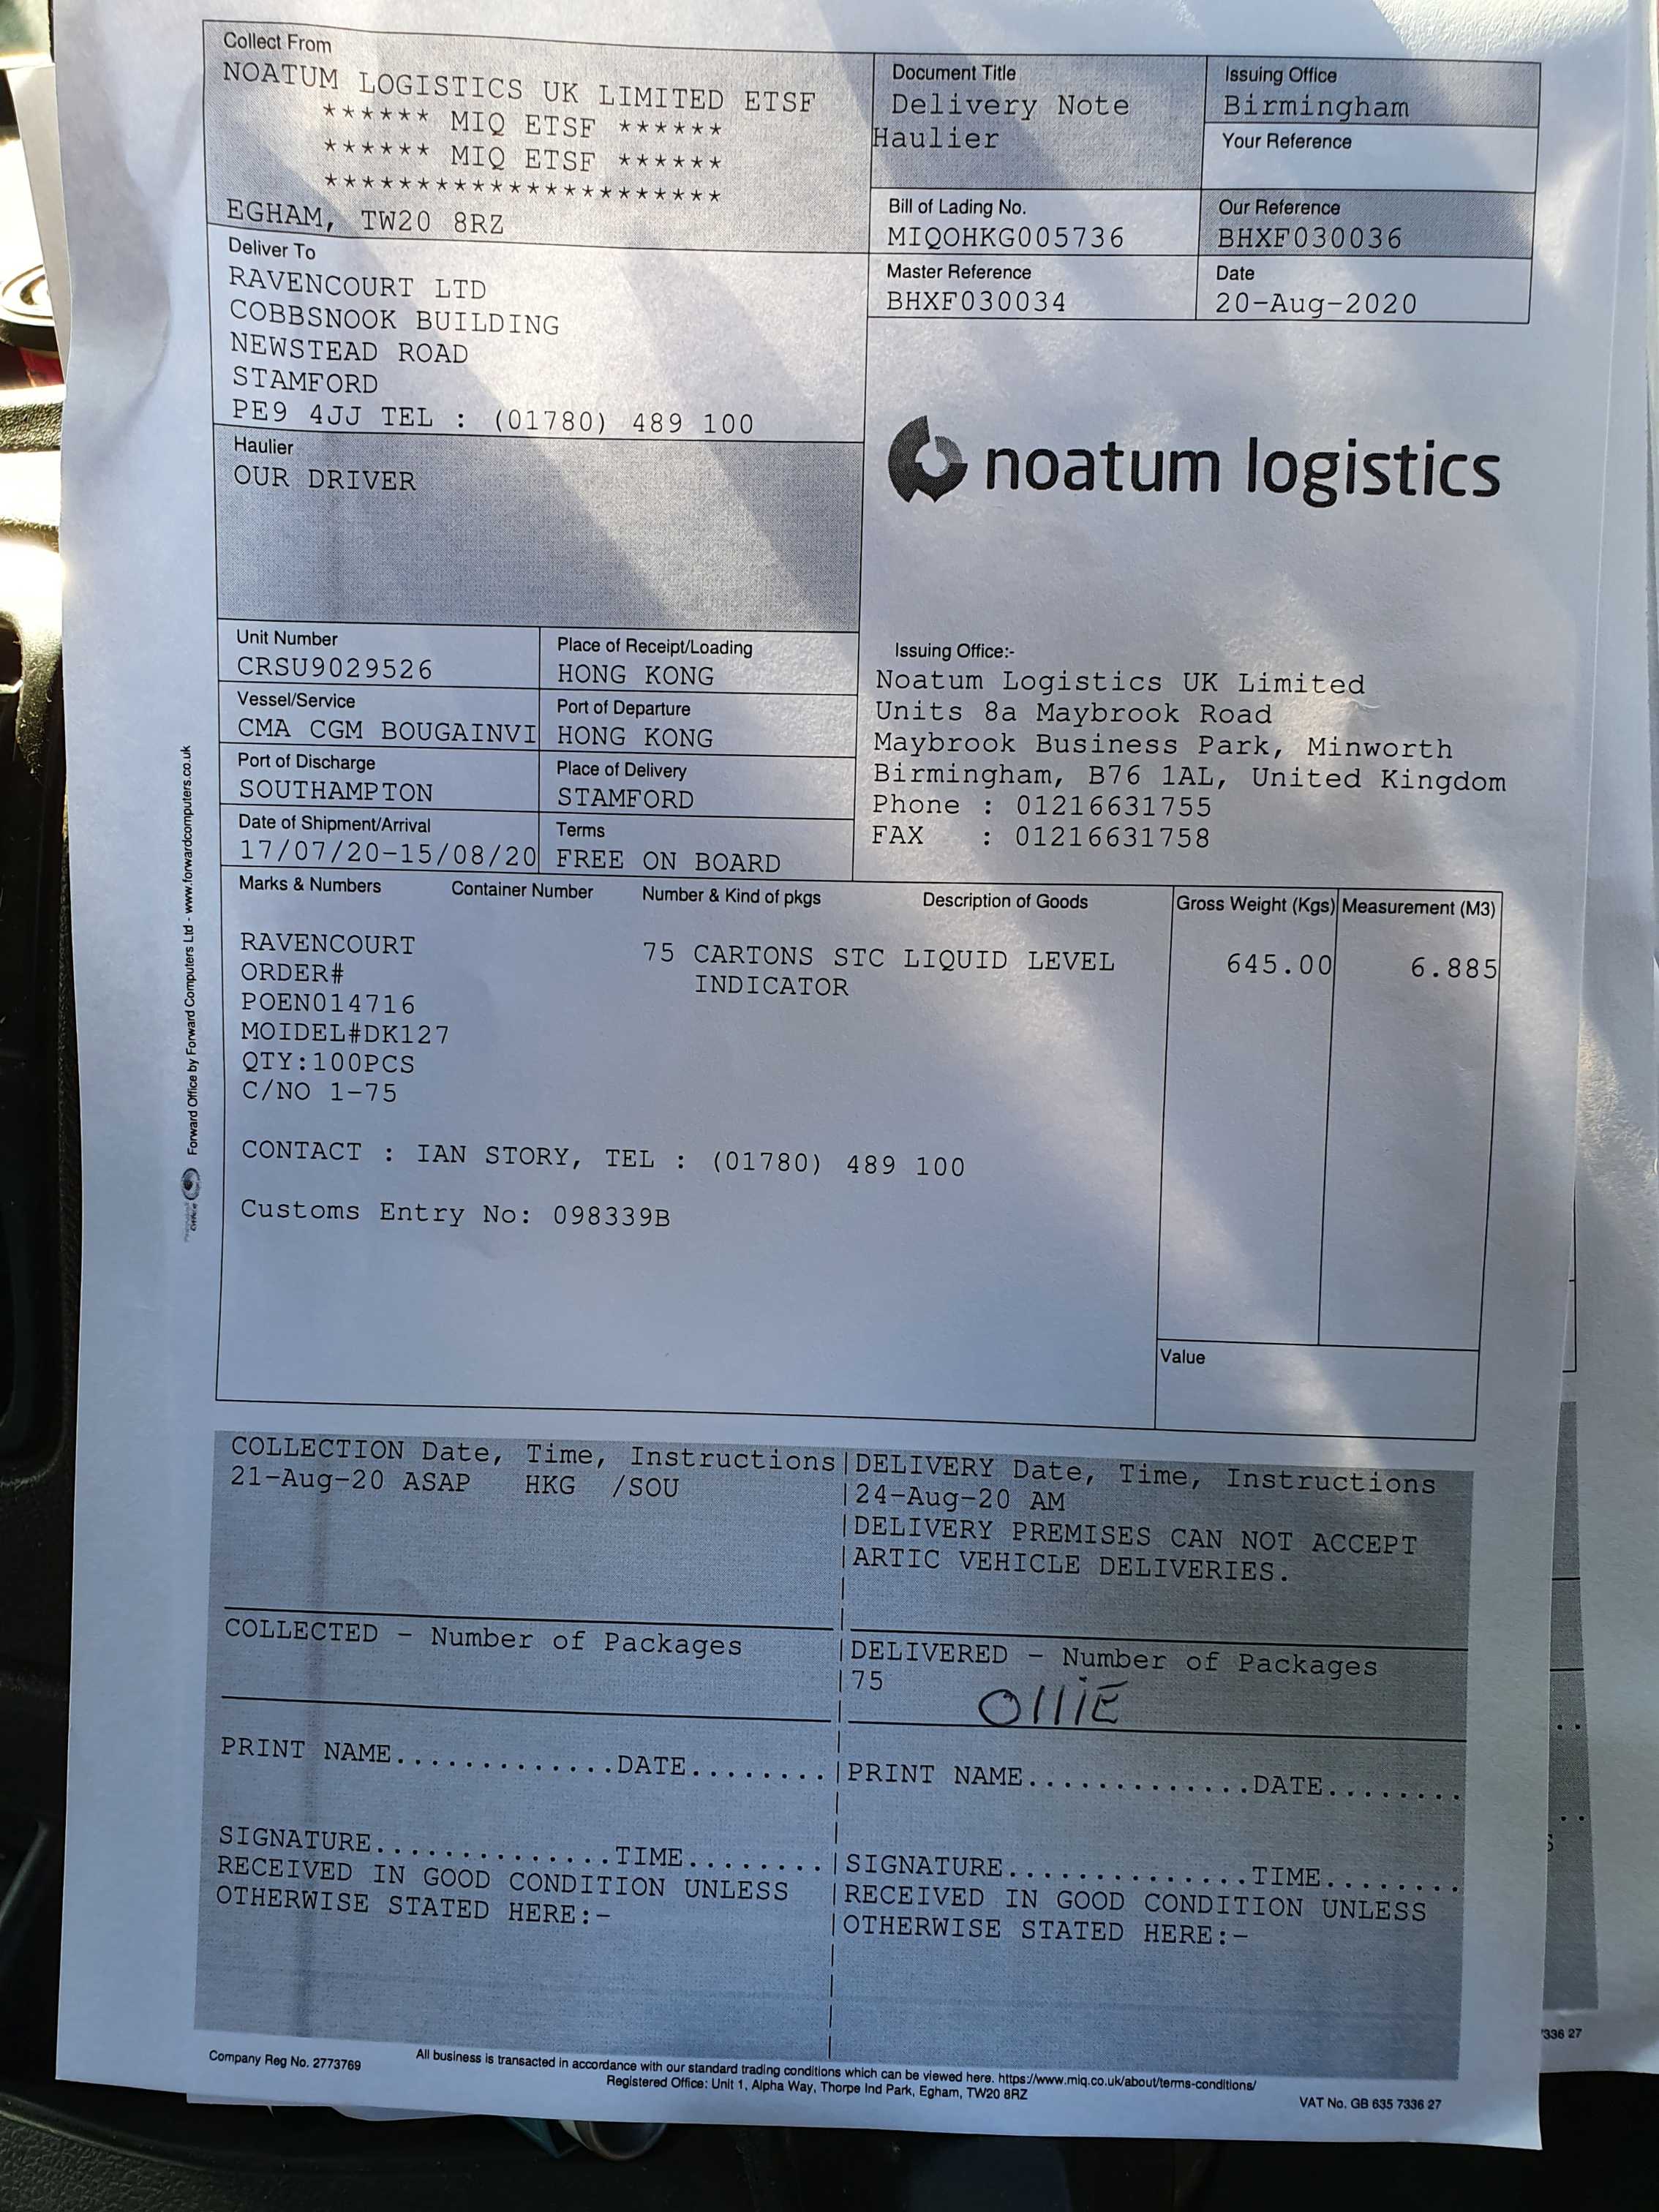 Collect From
NOATUM LOGISTICS UK LIMITED ETSF
****** MIQ ETSF ******
****** MIQ ETSF ******
**********************
EGHAM, TW20 8RZ
Document Title
Delivery Note
Haulier
Issuing Office
Birmingham
Your Reference
Bill of Lading No.
MIQOHKG005736
Our Reference
BHXF030036
Master Reference
BHXF030034
Date
20-Aug-2020
Deliver To
RAVENCOURT LTD
COBBSNOOK BUILDING
NEWSTEAD ROAD
STAMFORD
PE9 4JJ TEL : (01780) 489 100
Haulier
OUR DRIVER
noatum logistics
Unit Number
CRSU9029526
Place of Receipt/Loading
HONG KONG
Vessel/Service
CMA CGM BOUGAINVI
Port of Departure
HONG KONG
Port of Discharge
SOUTHAMPTON
Place of Delivery
STAMFORD
Date of Shipment/Arrival
17/07/20-15/08/20
Terms
FREE ON BOARD
Issuing Office:-
Noatum Logistics UK Limited
Units 8a Maybrook Road
Maybrook Business Park, Minworth
Birmingham, B76 1AL, United Kingdom
Phone : 01216631755
FAX : 01216631758
Marks & Numbers Container Number Number & Kind of pkgs Description of Goods Gross Weight (Kgs) Measurement (M3)
RAVENCOURT 75 CARTONS STC LIQUID LEVEL 645.00 6.885
ORDER# INDICATOR
POEN014716
MOIDEL#DK127
QTY:100PCS
C/NO 1-75
CONTACT : IAN STORY, TEL : (01780) 489 100
Customs Entry No: 098339B
Value
Forward Office by Forward Computers Ltd - www.forwardcomputers.co.uk
COLLECTION Date, Time, Instructions
21-Aug-20 ASAP HKG /SOU
DELIVERY Date, Time, Instructions
24-Aug-20 AM
DELIVERY PREMISES CAN NOT ACCEPT
ARTIC VEHICLE DELIVERIES.
COLLECTED - Number of Packages
DELIVERED - Number of Packages
75
OlliE
PRINT NAME.............DATE........
PRINT NAME.............DATE........
SIGNATURE..............TIME........
RECEIVED IN GOOD CONDITION UNLESS
OTHERWISE STATED HERE:-
SIGNATURE..............TIME........
RECEIVED IN GOOD CONDITION UNLESS
OTHERWISE STATED HERE:-
Company Reg No. 2773769
All business is transacted in accordance with our standard trading conditions which can be viewed here. https://www.miq.co.uk/about/terms-conditions/
Registered Office: Unit 1, Alpha Way, Thorpe Ind Park, Egham, TW20 8RZ
VAT No. GB 635 7336 27
336 27